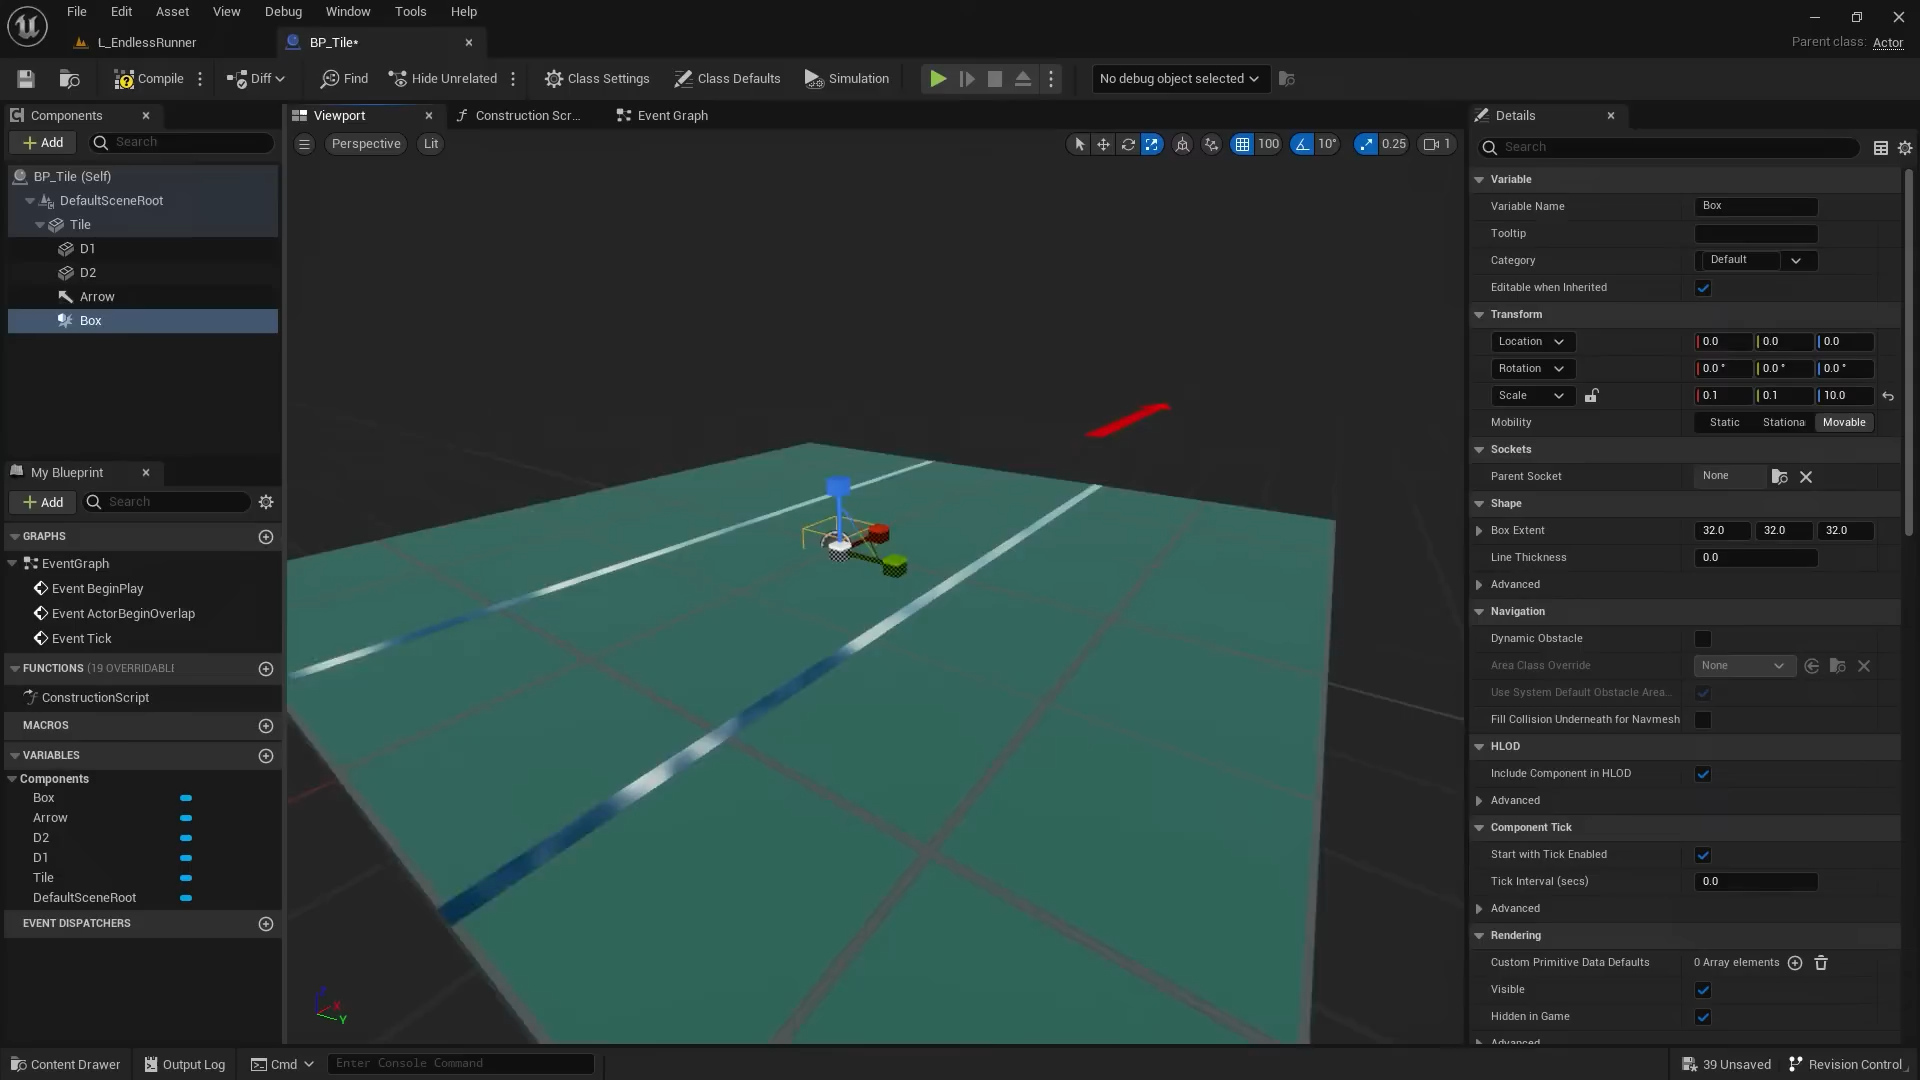 File Edit Asset View Debug Window Tools Help
L_EndlessRunner
BP_Tile*
Parent class: Actor
Compile
Diff
Find
Hide Unrelated
Class Settings
Class Defaults
Simulation
No debug object selected
Components
Add
Search
BP_Tile (Self)
DefaultSceneRoot
Tile
D1
D2
Arrow
Box
My Blueprint
Add
Search
GRAPHS
EventGraph
Event BeginPlay
Event ActorBeginOverlap
Event Tick
FUNCTIONS (19 OVERRIDABLE
ConstructionScript
MACROS
VARIABLES
Components
Box
Arrow
D2
D1
Tile
DefaultSceneRoot
EVENT DISPATCHERS
Viewport
Construction Scr...
Event Graph
Perspective
Lit
100
10°
0.25
1
X
Y
Details
Search
Variable
Variable Name Box
Tooltip
Category Default
Editable when Inherited
Transform
Location 0.0 0.0 0.0
Rotation 0.0 ° 0.0 ° 0.0 °
Scale 0.1 0.1 10.0
Mobility Static Stationa Movable
Sockets
Parent Socket None
Shape
Box Extent 32.0 32.0 32.0
Line Thickness 0.0
Advanced
Navigation
Dynamic Obstacle
Area Class Override None
Use System Default Obstacle Area...
Fill Collision Underneath for Navmesh
HLOD
Include Component in HLOD
Advanced
Component Tick
Start with Tick Enabled
Tick Interval (secs) 0.0
Advanced
Rendering
Custom Primitive Data Defaults 0 Array elements
Visible
Hidden in Game
Advanced
Content Drawer
Output Log
Cmd
Enter Console Command
39 Unsaved
Revision Control